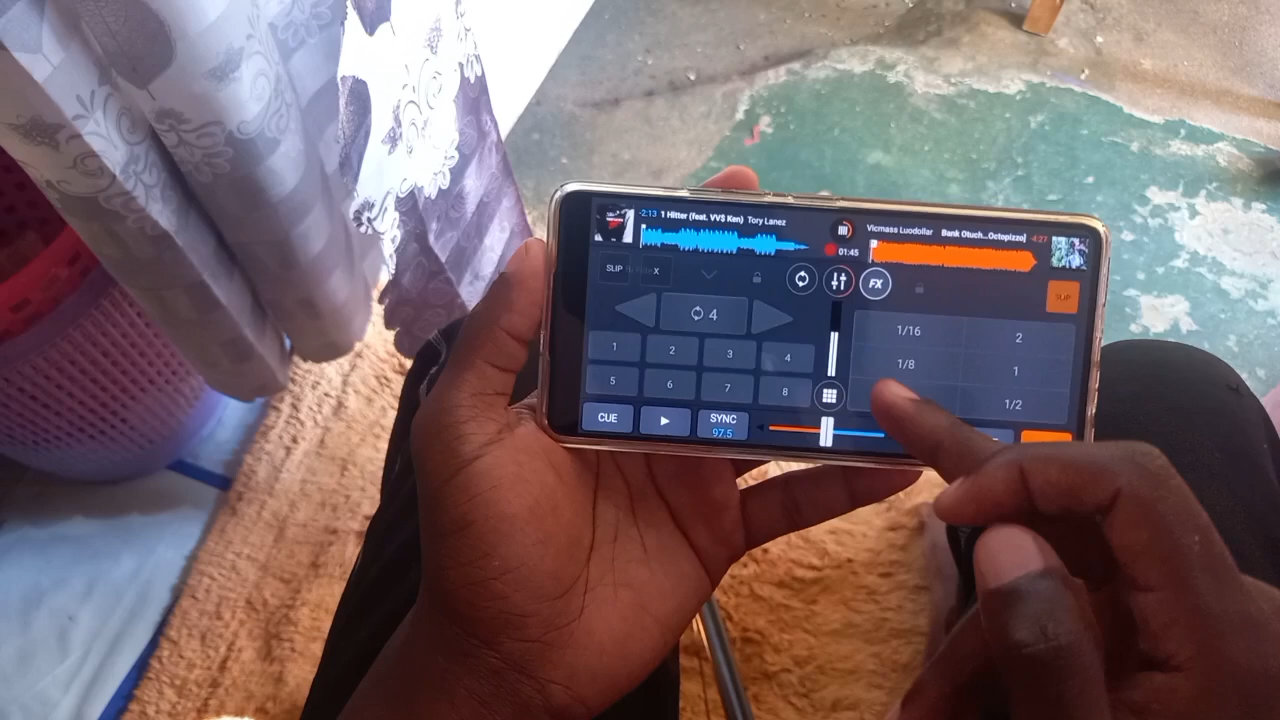 -2:13 1 Hitter (feat. VV$ Ken) Tory Lanez
01:45
Vicmass Luodollar Bank Otuch...Octopizzo] -4:27
SLIP X
FX
SLIP
4
1 2 3 4
5 6 7 8
CUE SYNC
97.5
1/16 2
1/8 1
1/2